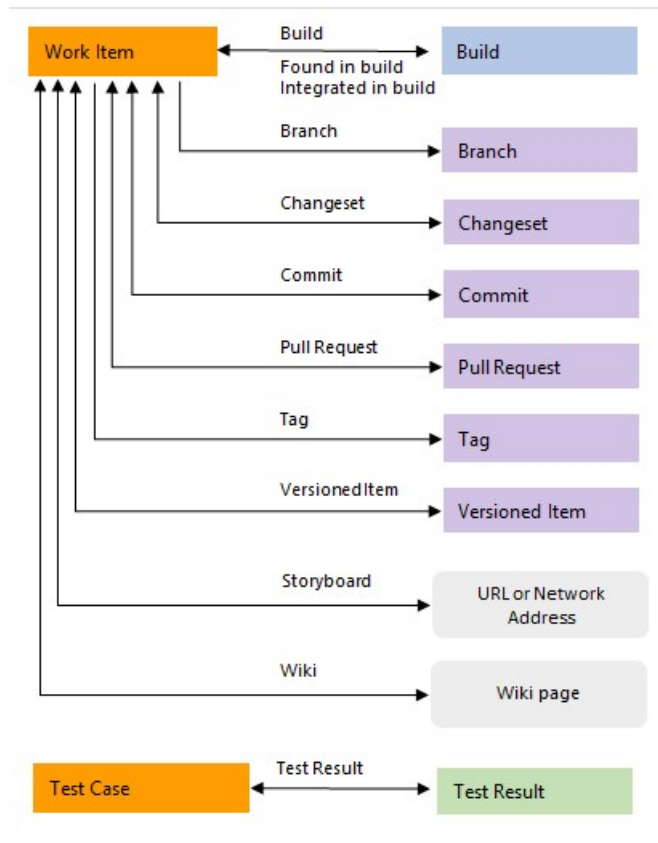 Work Item
Build
Build
Found in build
Integrated in build
Branch
Branch
Changeset
Changeset
Commit
Commit
Pull Request
Pull Request
Tag
Tag
Versioned Item
Versioned Item
Storyboard
URL or Network
Address
Wiki
Wiki page
Test Case
Test Result
Test Result